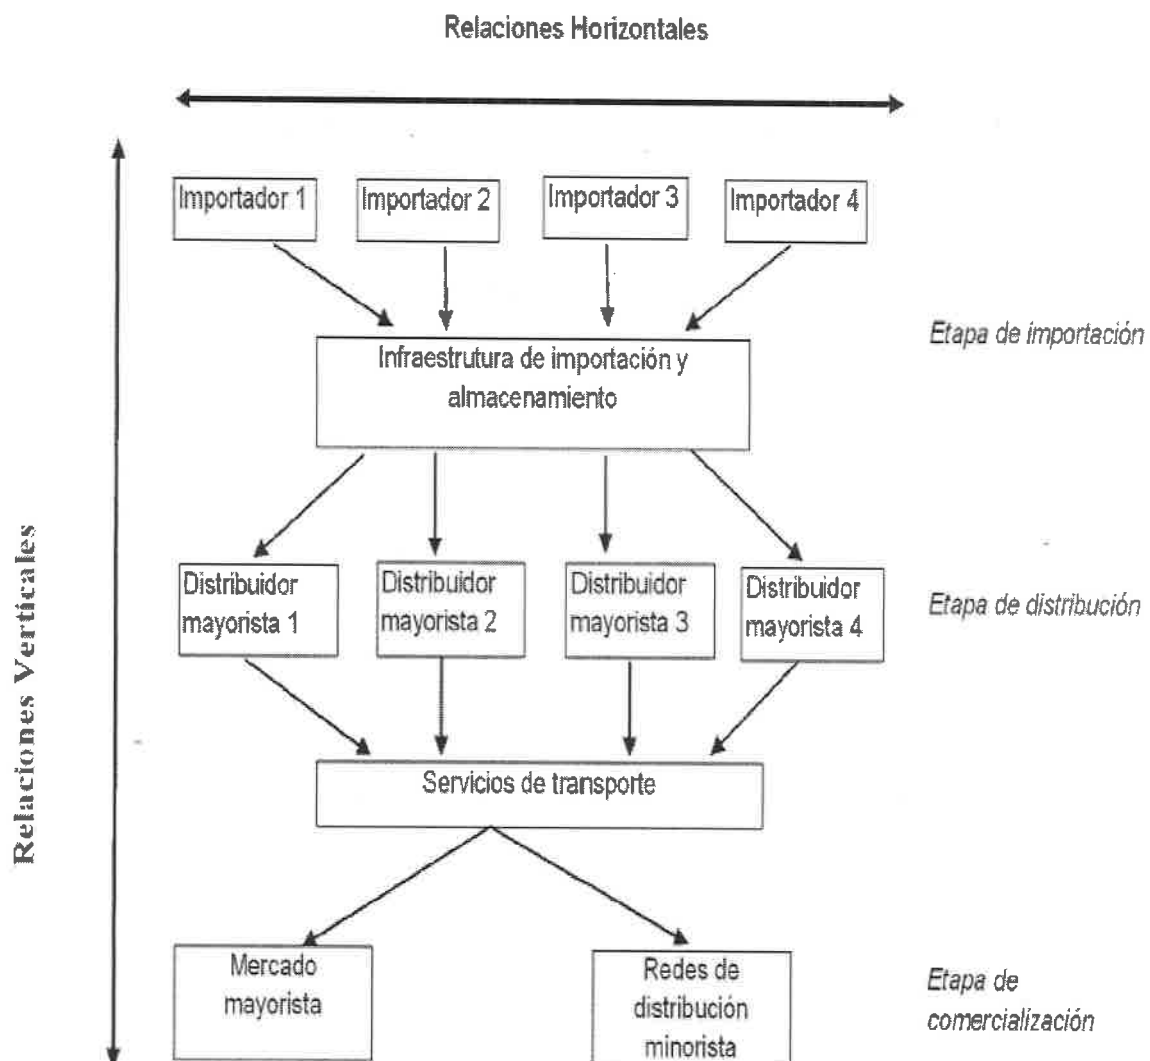 Relaciones Horizontales
Importador 1
Importador 2
Importador 3
Importador 4
Etapa de importación
Infraestrutura de importación y
almacenamiento
Relaciones Verticales
Distribuidor
mayorista 1
Distribuidor
mayorista 2
Distribuidor
mayorista 3
Distribuidor
mayorista 4
Etapa de distribución
Servicios de transporte
Mercado
mayorista
Redes de
distribución
minorista
Etapa de
comercialización